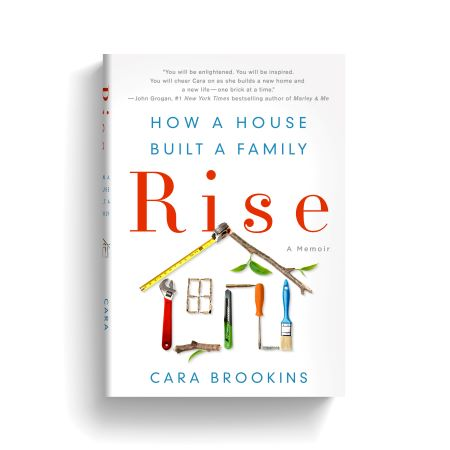 "You will be enlightened. You will be inspired.
You will cheer Cara on as she builds a new home and
a new life—one brick at a time."
—John Grogan, #1 New York Times bestselling author of Marley & Me
HOW A HOUSE
BUILT A FAMILY
Rise
A Memoir
CARA BROOKINS
CARA